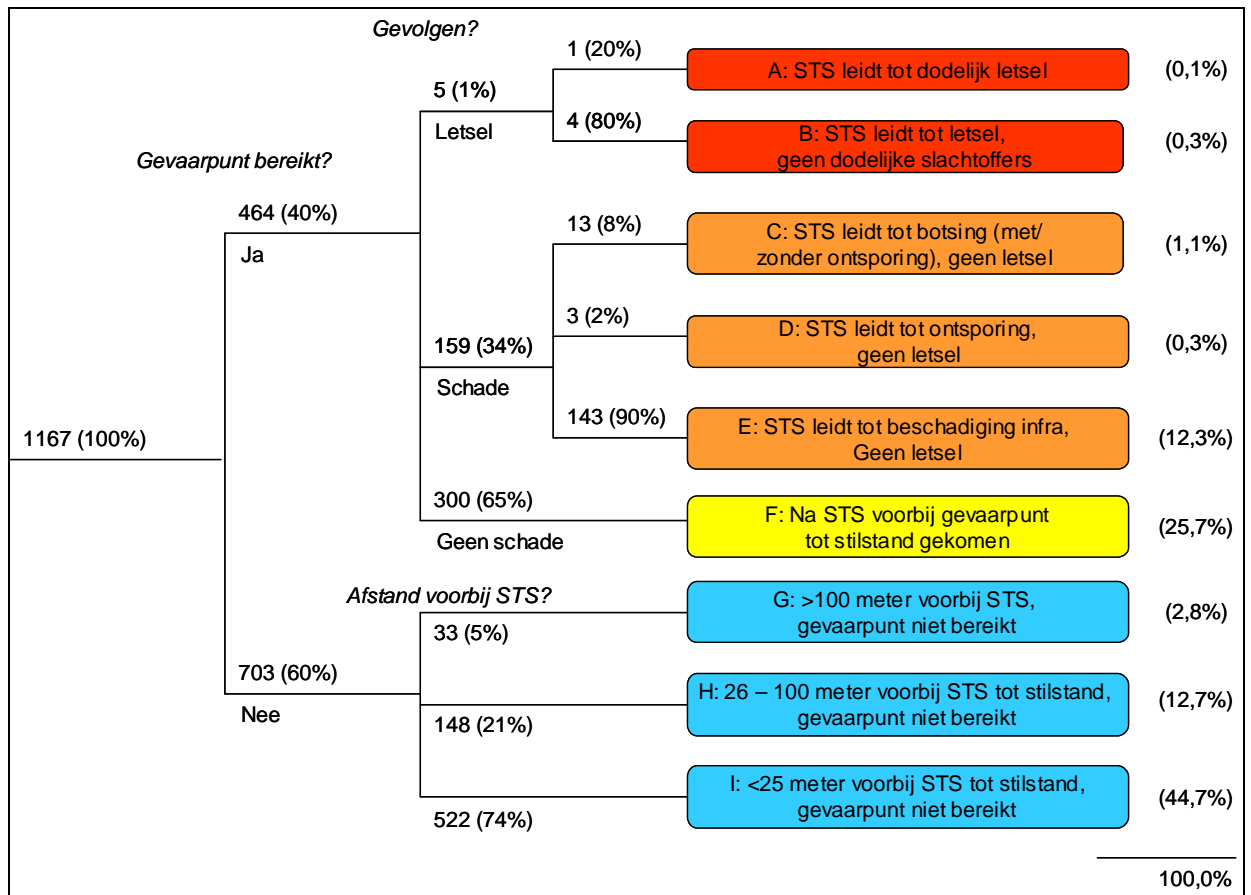 Gevolgen?
1 (20%)
A: STS leidt tot dodelijk letsel
(0,1%)
5 (1%)
Letsel
4 (80%)
B: STS leidt tot letsel,
geen dodelijke slachtoffers
(0,3%)
Gevaarpunt bereikt?
464 (40%)
Ja
13 (8%)
C: STS leidt tot botsing (met/
zonder ontsporing), geen letsel
(1,1%)
3 (2%)
D: STS leidt tot ontsporing,
geen letsel
(0,3%)
159 (34%)
Schade
143 (90%)
E: STS leidt tot beschadiging infra,
Geen letsel
(12,3%)
1167 (100%)
300 (65%)
Geen schade
F: Na STS voorbij gevaarpunt
tot stilstand gekomen
(25,7%)
Afstand voorbij STS?
33 (5%)
G: >100 meter voorbij STS,
gevaarpunt niet bereikt
(2,8%)
703 (60%)
Nee
148 (21%)
H: 26 – 100 meter voorbij STS tot stilstand,
gevaarpunt niet bereikt
(12,7%)
522 (74%)
I: <25 meter voorbij STS tot stilstand,
gevaarpunt niet bereikt
(44,7%)
100,0%